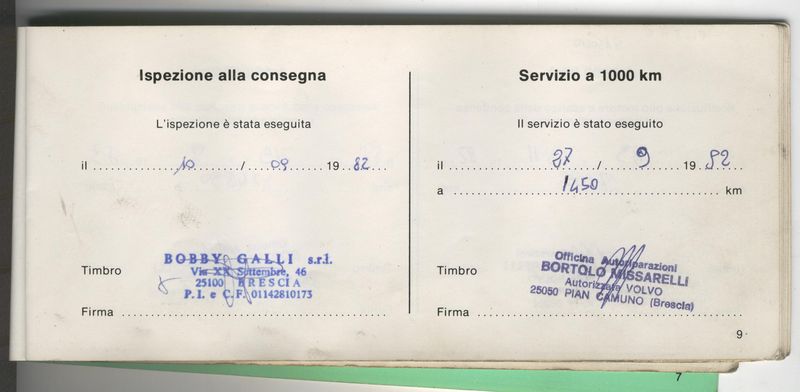 Ispezione alla consegna
L'ispezione è stata eseguita
il 10 / 09 19 82
BOBBY GALLI s.r.l.
Timbro
Via XX Settembre, 46
25100 BRESCIA
P. I. e C. F. 01142810173
Firma
Servizio a 1000 km
Il servizio è stato eseguito
il 27 / 9 19 82
a 1450 km
Officina Autoriparazioni
Timbro
BORTOLO MISSARELLI
Autorizzata VOLVO
25050 PIAN CAMUNO (Brescia)
Firma
9
7